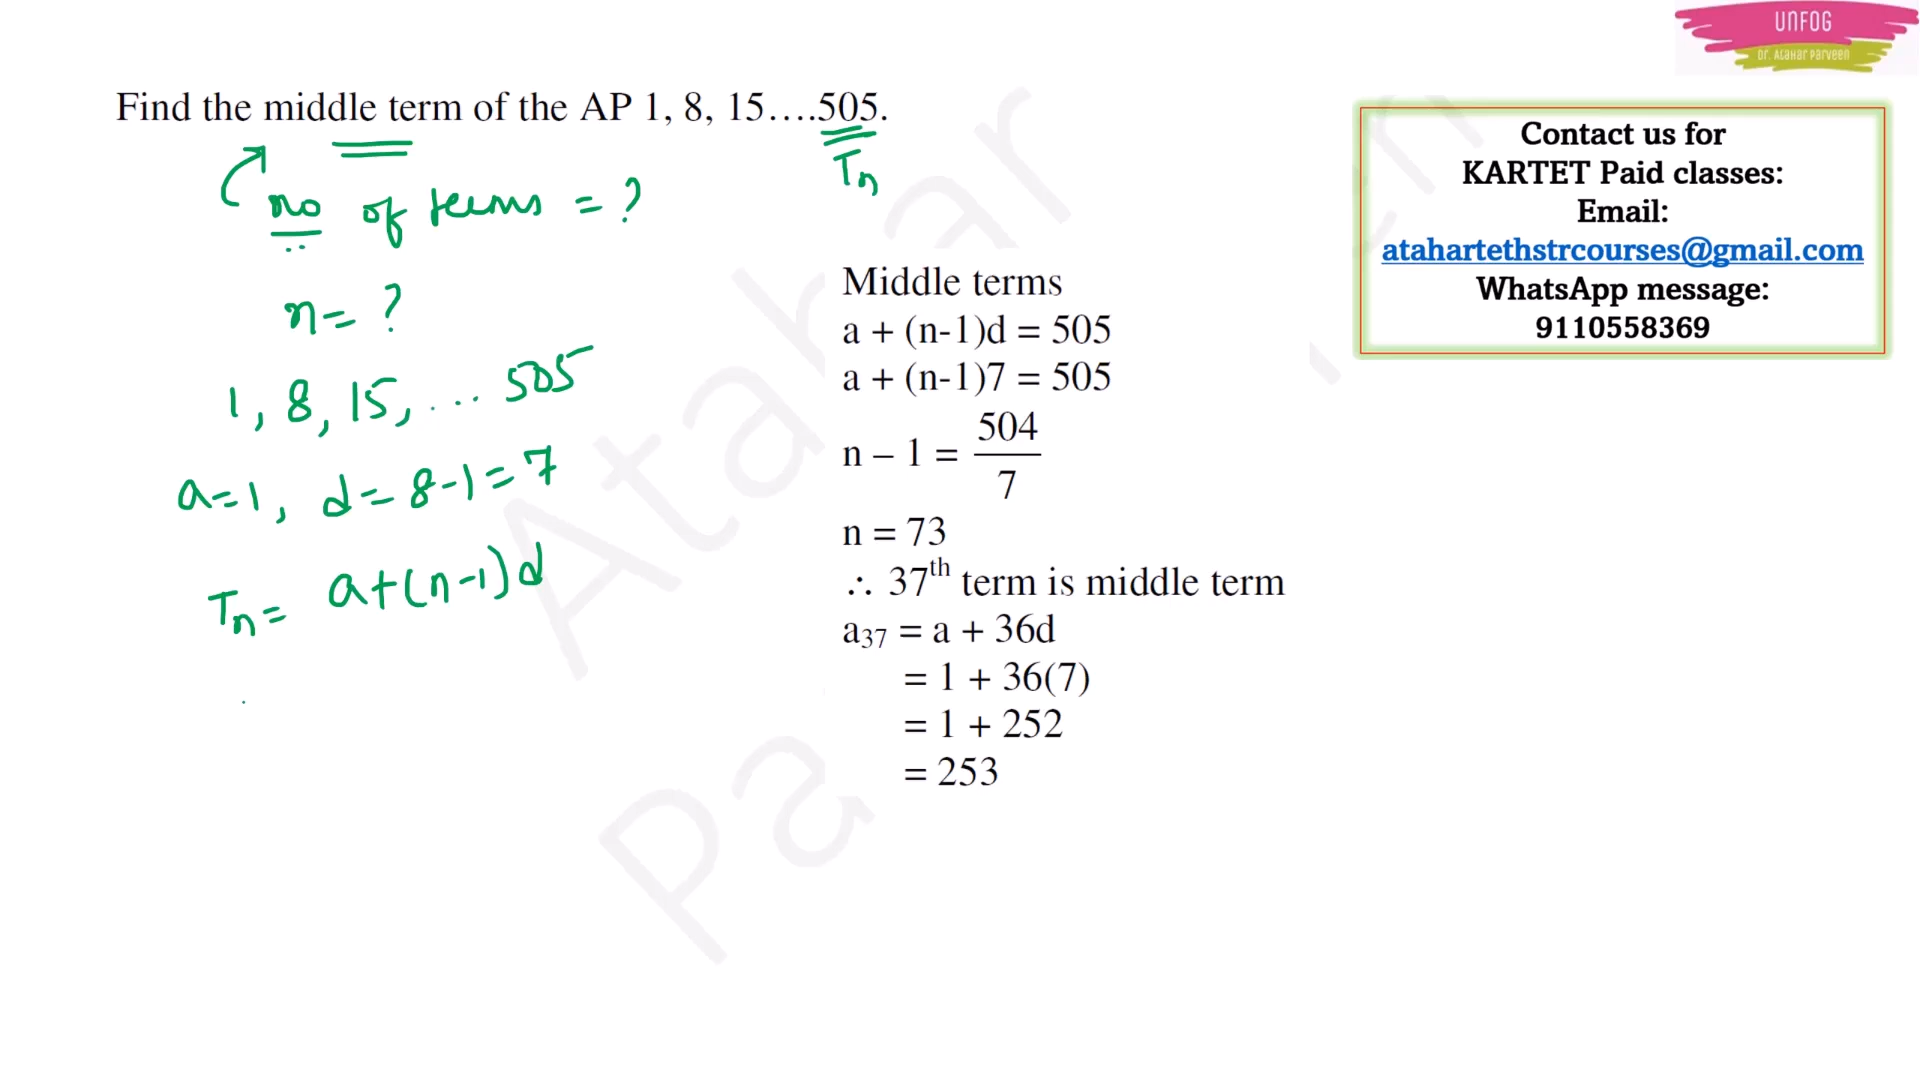 UNFOG
Dr. Atahar Parveen
Find the middle term of the AP 1, 8, 15....505.
Tn
no of terms = ?
n = ?
1, 8, 15, .... 505
a=1, d = 8-1 = 7
Tn = a+(n-1)d
Middle terms
a + (n-1)d = 505
a + (n-1)7 = 505
n – 1 = 504/7
n = 73
∴ 37th term is middle term
a37 = a + 36d
= 1 + 36(7)
= 1 + 252
= 253
Contact us for
KARTET Paid classes:
Email:
atahartethstrcourses@gmail.com
WhatsApp message:
9110558369
Atahar
Pa
en